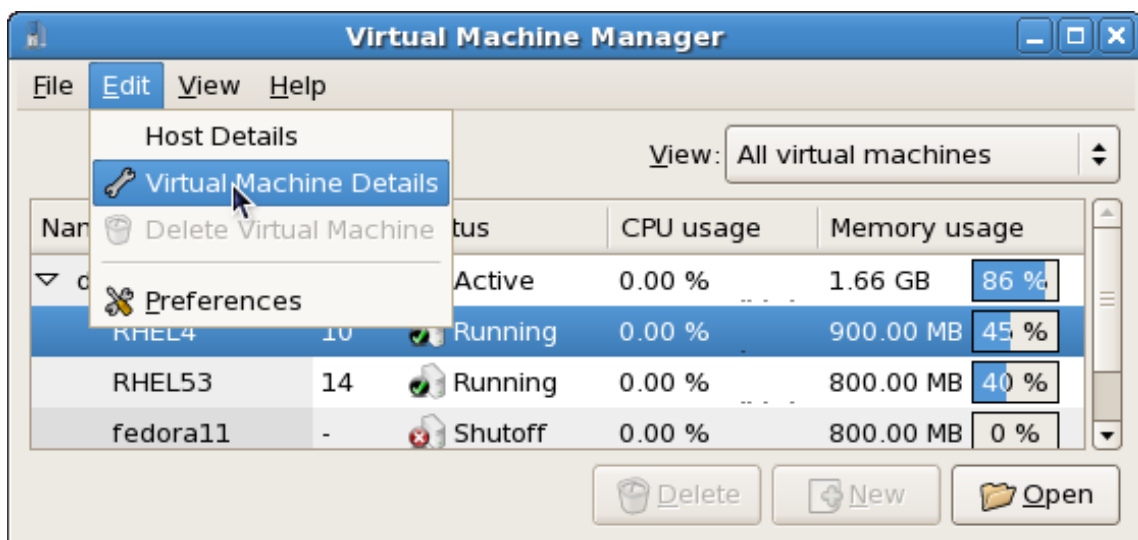 Virtual Machine Manager
File Edit View Help
Host Details
View: All virtual machines
Virtual Machine Details
Delete Virtual Machine
CPU usage Memory usage
Active 0.00 % 1.66 GB 86 %
Preferences
RHEL4 10 Running 0.00 % 900.00 MB 45 %
RHEL53 14 Running 0.00 % 800.00 MB 40 %
fedora11 - Shutoff 0.00 % 800.00 MB 0 %
Delete New Open